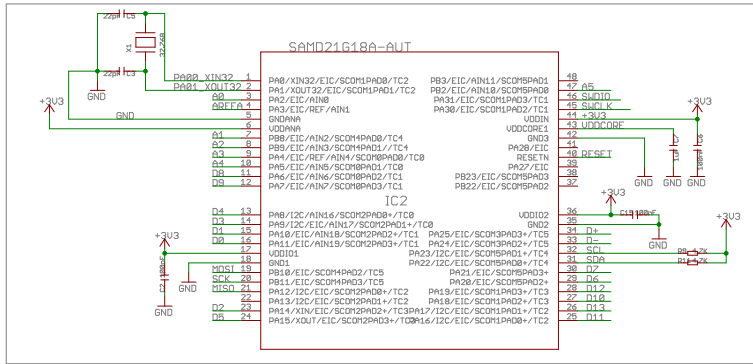 22pF C5
X1
32.768
22pF C3
GND
SAMD21G18A-AUT
PA00_XIN32 1 PA0/XIN32/EIC/SCOM1PAD0/TC2
PA01_XOUT32 2 PA1/XOUT32/EIC/SCOM1PAD1/TC2
A0 3 PA2/EIC/AIN0
AREFA 4 PA3/EIC/REF/AIN1
GND 5 GNDANA
+3V3 6 VDDANA
A1 7 PB8/EIC/AIN2/SCOM4PAD0/TC4
A2 8 PB9/EIC/AIN3/SCOM4PAD1//TC4
A3 9 PA4/EIC/REF/AIN4/SCOM0PAD0/TC0
A4 10 PA5/EIC/AIN5/SCOM0PAD1/TC0
D8 11 PA6/EIC/AIN6/SCOM0PAD2/TC1
D9 12 PA7/EIC/AIN7/SCOM0PAD3/TC1
PB3/EIC/AIN11/SCOM5PAD1 48
PB2/EIC/AIN10/SCOM5PAD0 47 A5
PA31/EIC/SCOM1PAD3/TC1 46 SWDIO
PA30/EIC/SCOM1PAD2/TC1 45 SWCLK
VDDIN 44 +3V3
VDDCORE1 43 VDDCORE
GND3 42
PA28/EIC 41
RESETN 40 RESET
PA27/EIC 39
PB23/EIC/SCOM5PAD3 38
PB22/EIC/SCOM5PAD2 37
+3V3
C7
C6
100nF
GND
GND
GND
IC2
D4 13 PA8/I2C/AIN16/SCOM2PAD0+/TC0
D3 14 PA9/I2C/EIC/AIN17/SCOM2PAD1+/TC0
D1 15 PA10/EIC/AIN18/SCOM2PAD2+/TC1
D0 16 PA11/EIC/AIN19/SCOM2PAD3+/TC1
17 VDDIO1
18 GND1
MOSI 19 PB10/EIC/SCOM4PAD2/TC5
SCK 20 PB11/EIC/SCOM4PAD3/TC5
MISO 21 PA12/I2C/EIC/SCOM2PAD0+/TC2
22 PA13/I2C/EIC/SCOM2PAD1+/TC2
D2 23 PA14/XIN/EIC/SCOM2PAD2+/TC3
D5 24 PA15/XOUT/EIC/SCOM2PAD3+/TC3
+3V3
C2 100nF
GND
GND
VDDIO2 36
GND2 35
PA25/EIC/SCOM3PAD3+/TC5 34 D+
PA24/EIC/SCOM3PAD2+/TC5 33 D-
PA23/I2C/EIC/SCOM5PAD1+/TC4 32 SCL
PA22/I2C/EIC/SCOM5PAD0+/TC4 31 SDA
PA21/EIC/SCOM5PAD3+ 30 D7
PA20/EIC/SCOM5PAD2+ 29 D6
PA19/EIC/SCOM1PAD3+/TC3 28 D12
PA18/EIC/SCOM1PAD2+/TC3 27 D10
PA17/I2C/EIC/SCOM1PAD1+/TC2 26 D13
PA16/I2C/EIC/SCOM1PAD0+/TC2 25 D11
+3V3
100nF
GND
+3V3
4.7K
4.7K